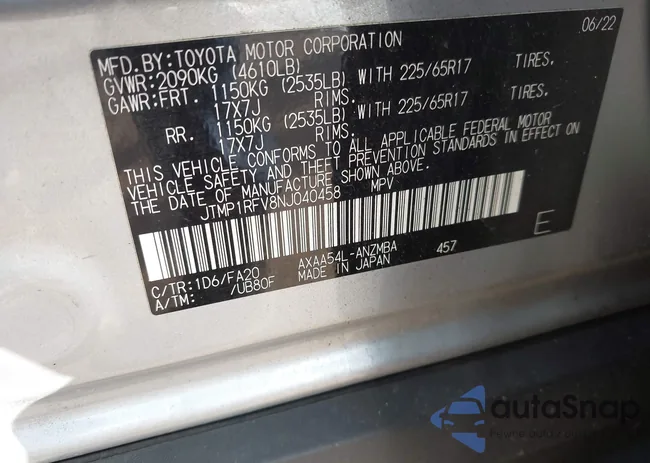 MFD. BY: TOYOTA MOTOR CORPORATION 06/22
GVWR: 2090KG (4610LB)
GAWR: FRT. 1150KG (2535LB) WITH 225/65R17 TIRES.
17X7J RIMS.
RR. 1150KG (2535LB) WITH 225/65R17 TIRES.
17X7J RIMS.
THIS VEHICLE CONFORMS TO ALL APPLICABLE FEDERAL MOTOR
VEHICLE SAFETY AND THEFT PREVENTION STANDARDS IN EFFECT ON
THE DATE OF MANUFACTURE SHOWN ABOVE.
JTMP1RFV8NJ040458 MPV
C/TR: 1D6/FA20 AXAA54L-ANZMBA 457 E
A/TM: /UB80F MADE IN JAPAN
autoSnap